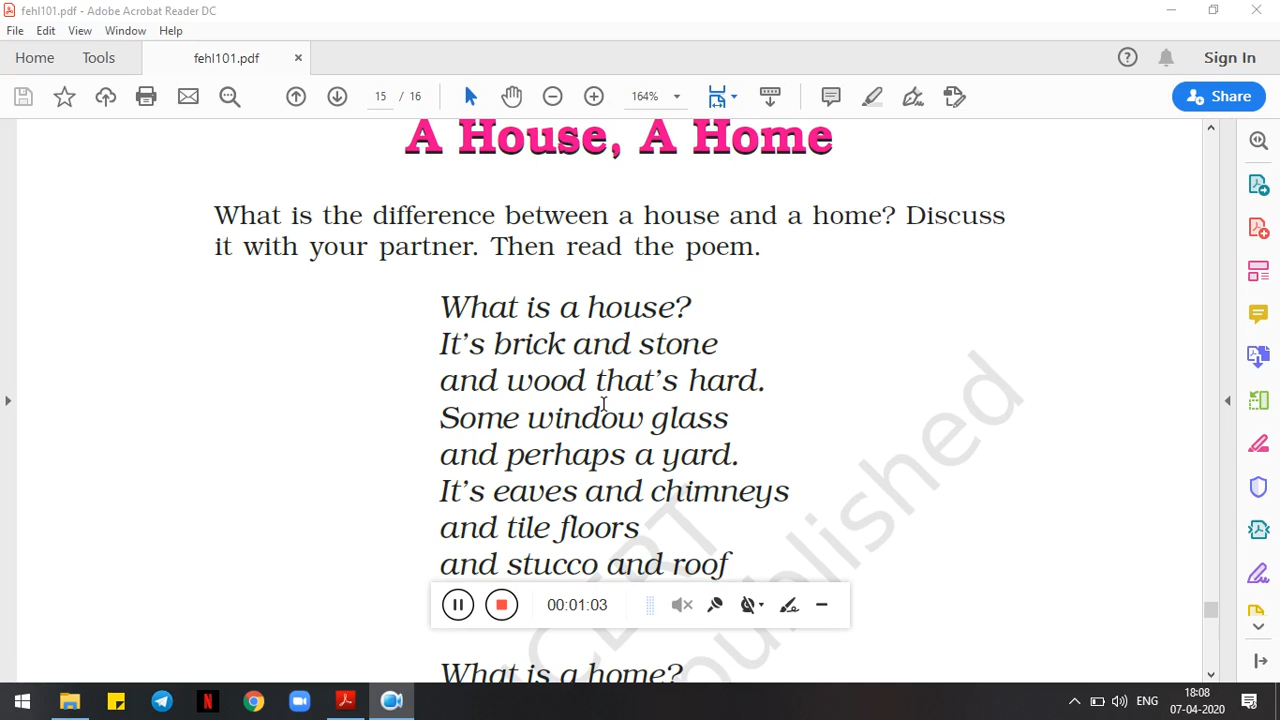 fehl101.pdf - Adobe Acrobat Reader DC
File Edit View Window Help
Home Tools fehl101.pdf × Sign In
15 / 16 164% Share
A House, A Home
What is the difference between a house and a home? Discuss
it with your partner. Then read the poem.
What is a house?
It's brick and stone
and wood that's hard.
Some window glass
and perhaps a yard.
It's eaves and chimneys
and tile floors
and stucco and roof
00:01:03
What is a home?
CERT
published
ENG 18:08
07-04-2020